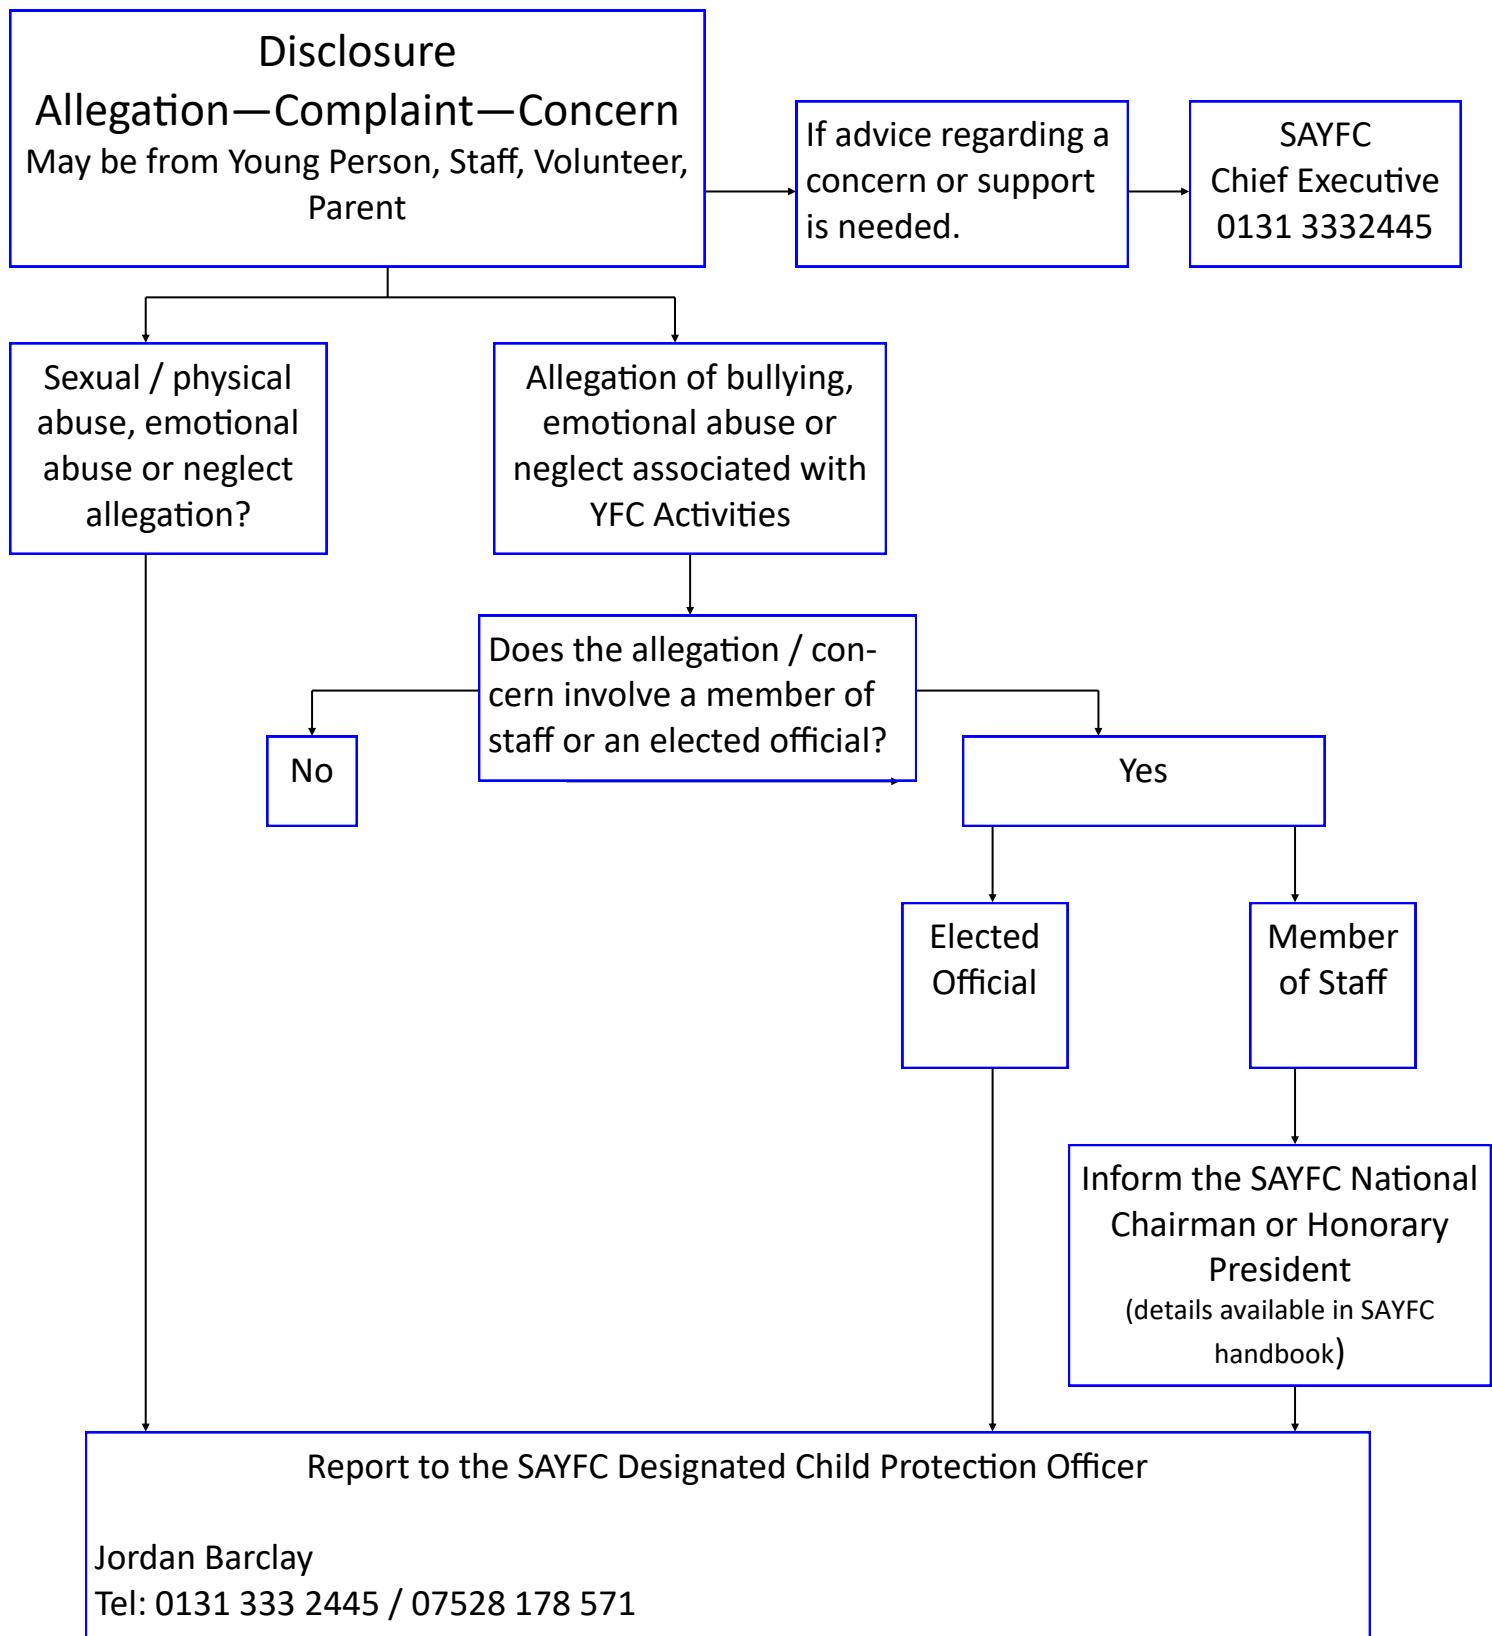 Disclosure
Allegation—Complaint—Concern
May be from Young Person, Staff, Volunteer,
Parent
If advice regarding a
concern or support
is needed.
SAYFC
Chief Executive
0131 3332445
Sexual / physical
abuse, emotional
abuse or neglect
allegation?
Allegation of bullying,
emotional abuse or
neglect associated with
YFC Activities
Does the allegation / con-
cern involve a member of
staff or an elected official?
No
Yes
Elected
Official
Member
of Staff
Inform the SAYFC National
Chairman or Honorary
President
(details available in SAYFC
handbook)
Report to the SAYFC Designated Child Protection Officer
Jordan Barclay
Tel: 0131 333 2445 / 07528 178 571